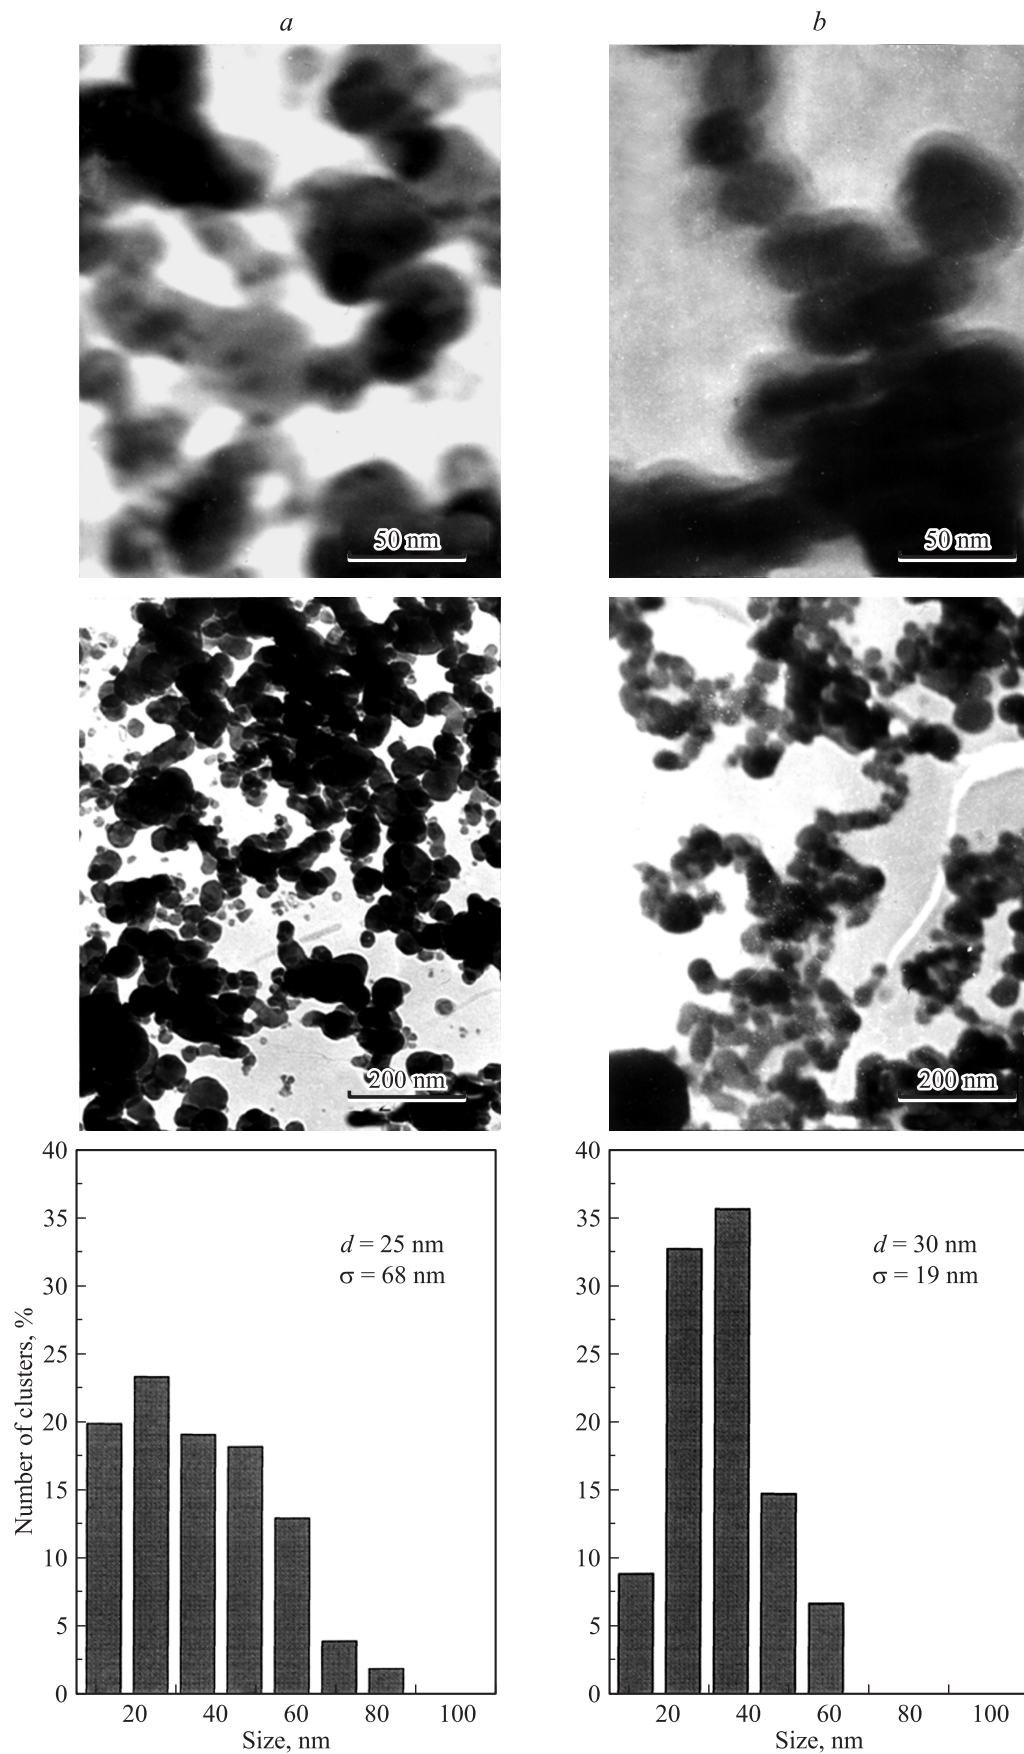 a
b
50 nm
50 nm
200 nm
200 nm
40
35
30
25
20
15
10
5
0
Number of clusters, %
d = 25 nm
σ = 68 nm
20 40 60 80 100
Size, nm
40
35
30
25
20
15
10
5
0
d = 30 nm
σ = 19 nm
20 40 60 80 100
Size, nm